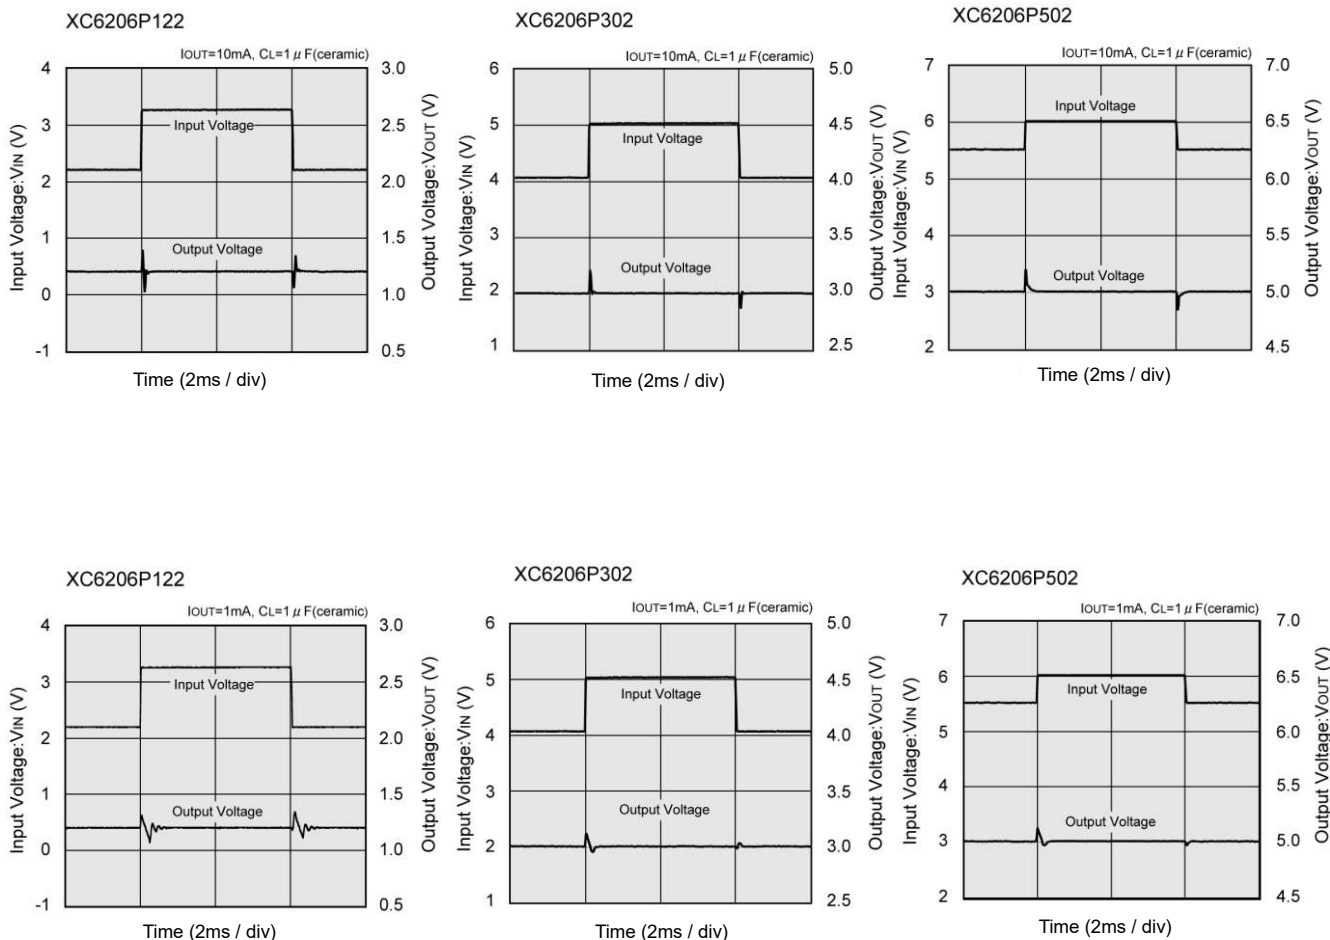 XC6206P122
IOUT=10mA, CL=1 μ F(ceramic)
Input Voltage:VIN (V)
4
3
2
1
0
-1
Input Voltage
Output Voltage
3.0
2.5
2.0
1.5
1.0
0.5
Output Voltage:VOUT (V)
Time (2ms / div)
XC6206P302
IOUT=10mA, CL=1 μ F(ceramic)
Input Voltage:VIN (V)
6
5
4
3
2
1
Input Voltage
Output Voltage
5.0
4.5
4.0
3.5
3.0
2.5
Output Voltage:VOUT (V)
Time (2ms / div)
XC6206P502
IOUT=10mA, CL=1 μ F(ceramic)
Input Voltage:VIN (V)
7
6
5
4
3
2
Input Voltage
Output Voltage
7.0
6.5
6.0
5.5
5.0
4.5
Output Voltage:VOUT (V)
Time (2ms / div)
XC6206P122
IOUT=1mA, CL=1 μ F(ceramic)
Input Voltage:VIN (V)
4
3
2
1
0
-1
Input Voltage
Output Voltage
3.0
2.5
2.0
1.5
1.0
0.5
Output Voltage:VOUT (V)
Time (2ms / div)
XC6206P302
IOUT=1mA, CL=1 μ F(ceramic)
Input Voltage:VIN (V)
6
5
4
3
2
1
Input Voltage
Output Voltage
5.0
4.5
4.0
3.5
3.0
2.5
Output Voltage:VOUT (V)
Time (2ms / div)
XC6206P502
IOUT=1mA, CL=1 μ F(ceramic)
Input Voltage:VIN (V)
7
6
5
4
3
2
Input Voltage
Output Voltage
7.0
6.5
6.0
5.5
5.0
4.5
Output Voltage:VOUT (V)
Time (2ms / div)